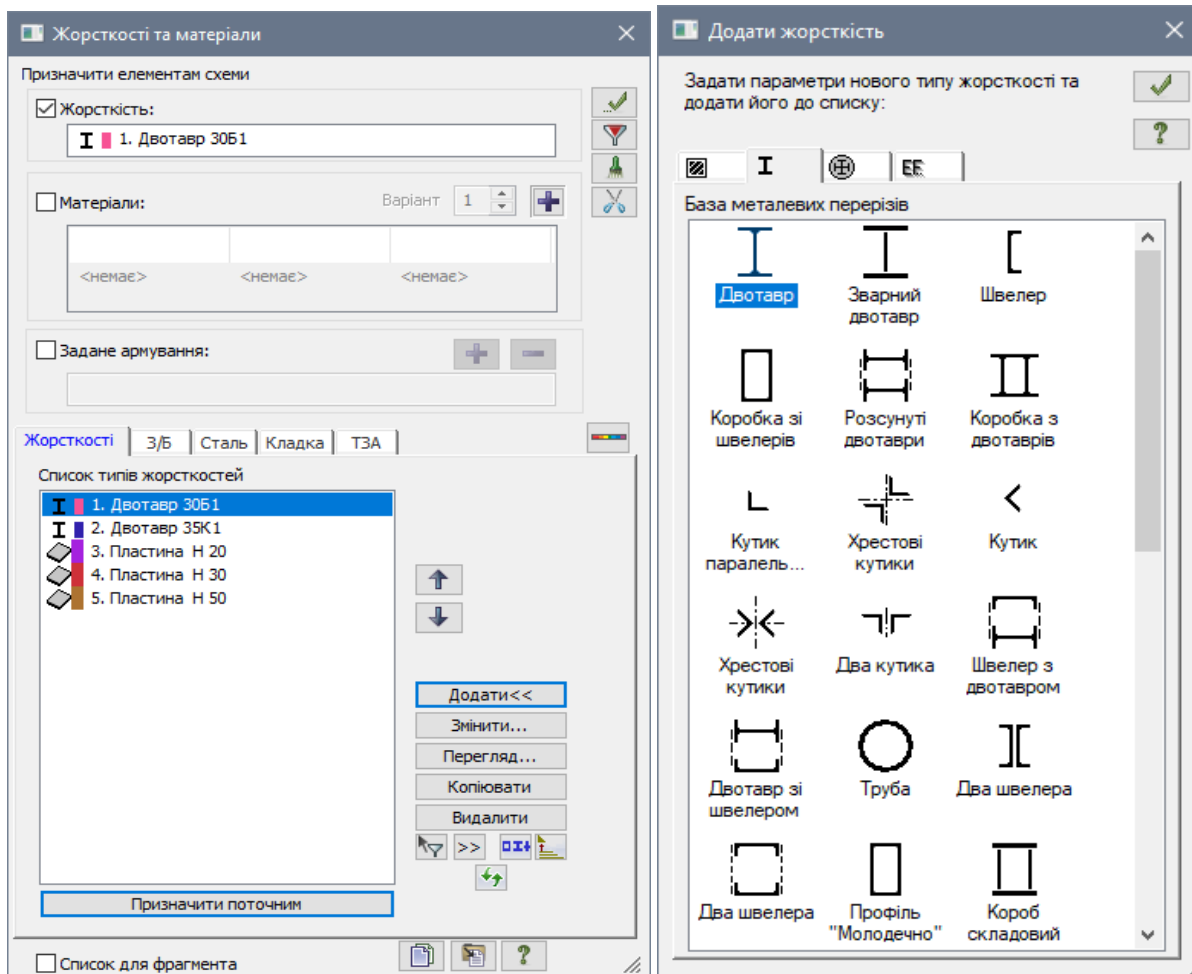 Жорсткості та матеріали
Призначити елементам схеми
Жорсткість:
1. Двотавр 30Б1
Матеріали:
Варіант 1
<немає> <немає> <немає>
Задане армування:
Жорсткості З/Б Сталь Кладка ТЗА
Список типів жорсткостей
1. Двотавр 30Б1
2. Двотавр 35К1
3. Пластина Н 20
4. Пластина Н 30
5. Пластина Н 50
Додати<<
Змінити...
Перегляд...
Копіювати
Видалити
>>
Призначити поточним
Список для фрагмента
Додати жорсткість
Задати параметри нового типу жорсткості та
додати його до списку:
База металевих перерізів
Двотавр
Зварний
двотавр
Швелер
Коробка зі
швелерів
Розсунуті
двотаври
Коробка з
двотаврів
Кутик
паралель...
Хрестові
кутики
Кутик
Хрестові
кутики
Два кутика
Швелер з
двотавром
Двотавр зі
швелером
Труба
Два швелера
Два швелера
Профіль
"Молодечно"
Короб
складовий